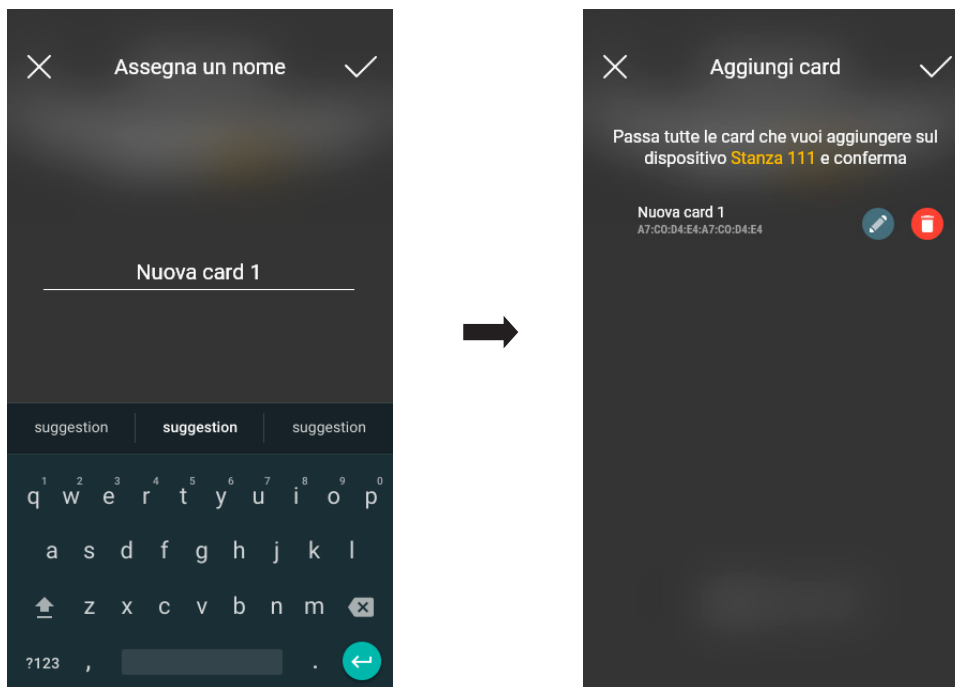 Assegna un nome
Nuova card 1
suggestion suggestion suggestion
1 2 3 4 5 6 7 8 9 0
q w e r t y u i o p
a s d f g h j k l
z x c v b n m
?123 , .
Aggiungi card
Passa tutte le card che vuoi aggiungere sul
dispositivo Stanza 111 e conferma
Nuova card 1
A7:C0:D4:E4:A7:C0:D4:E4